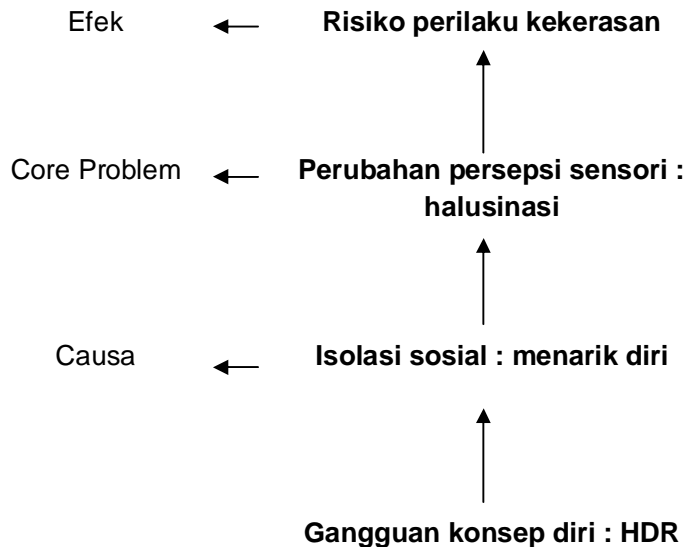 Efek Risiko perilaku kekerasan
Core Problem Perubahan persepsi sensori :
halusinasi
Causa Isolasi sosial : menarik diri
Gangguan konsep diri : HDR